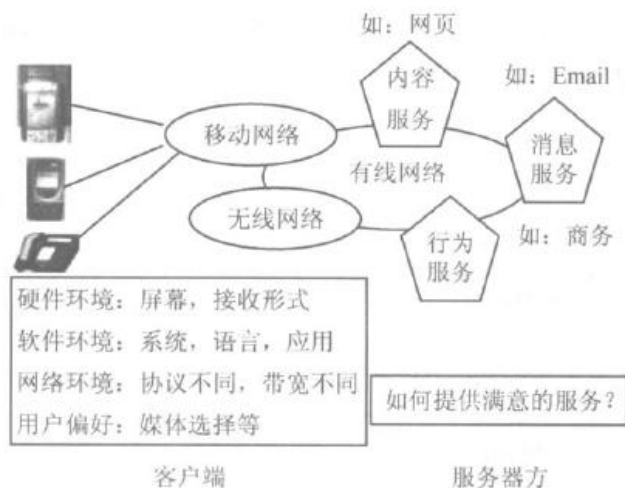 如：网页
内容
服务
如：Email
移动网络
消息
服务
有线网络
无线网络
行为
服务
如：商务
硬件环境：屏幕，接收形式
软件环境：系统，语言，应用
网络环境：协议不同，带宽不同
用户偏好：媒体选择等
如何提供满意的服务？
客户端
服务器方